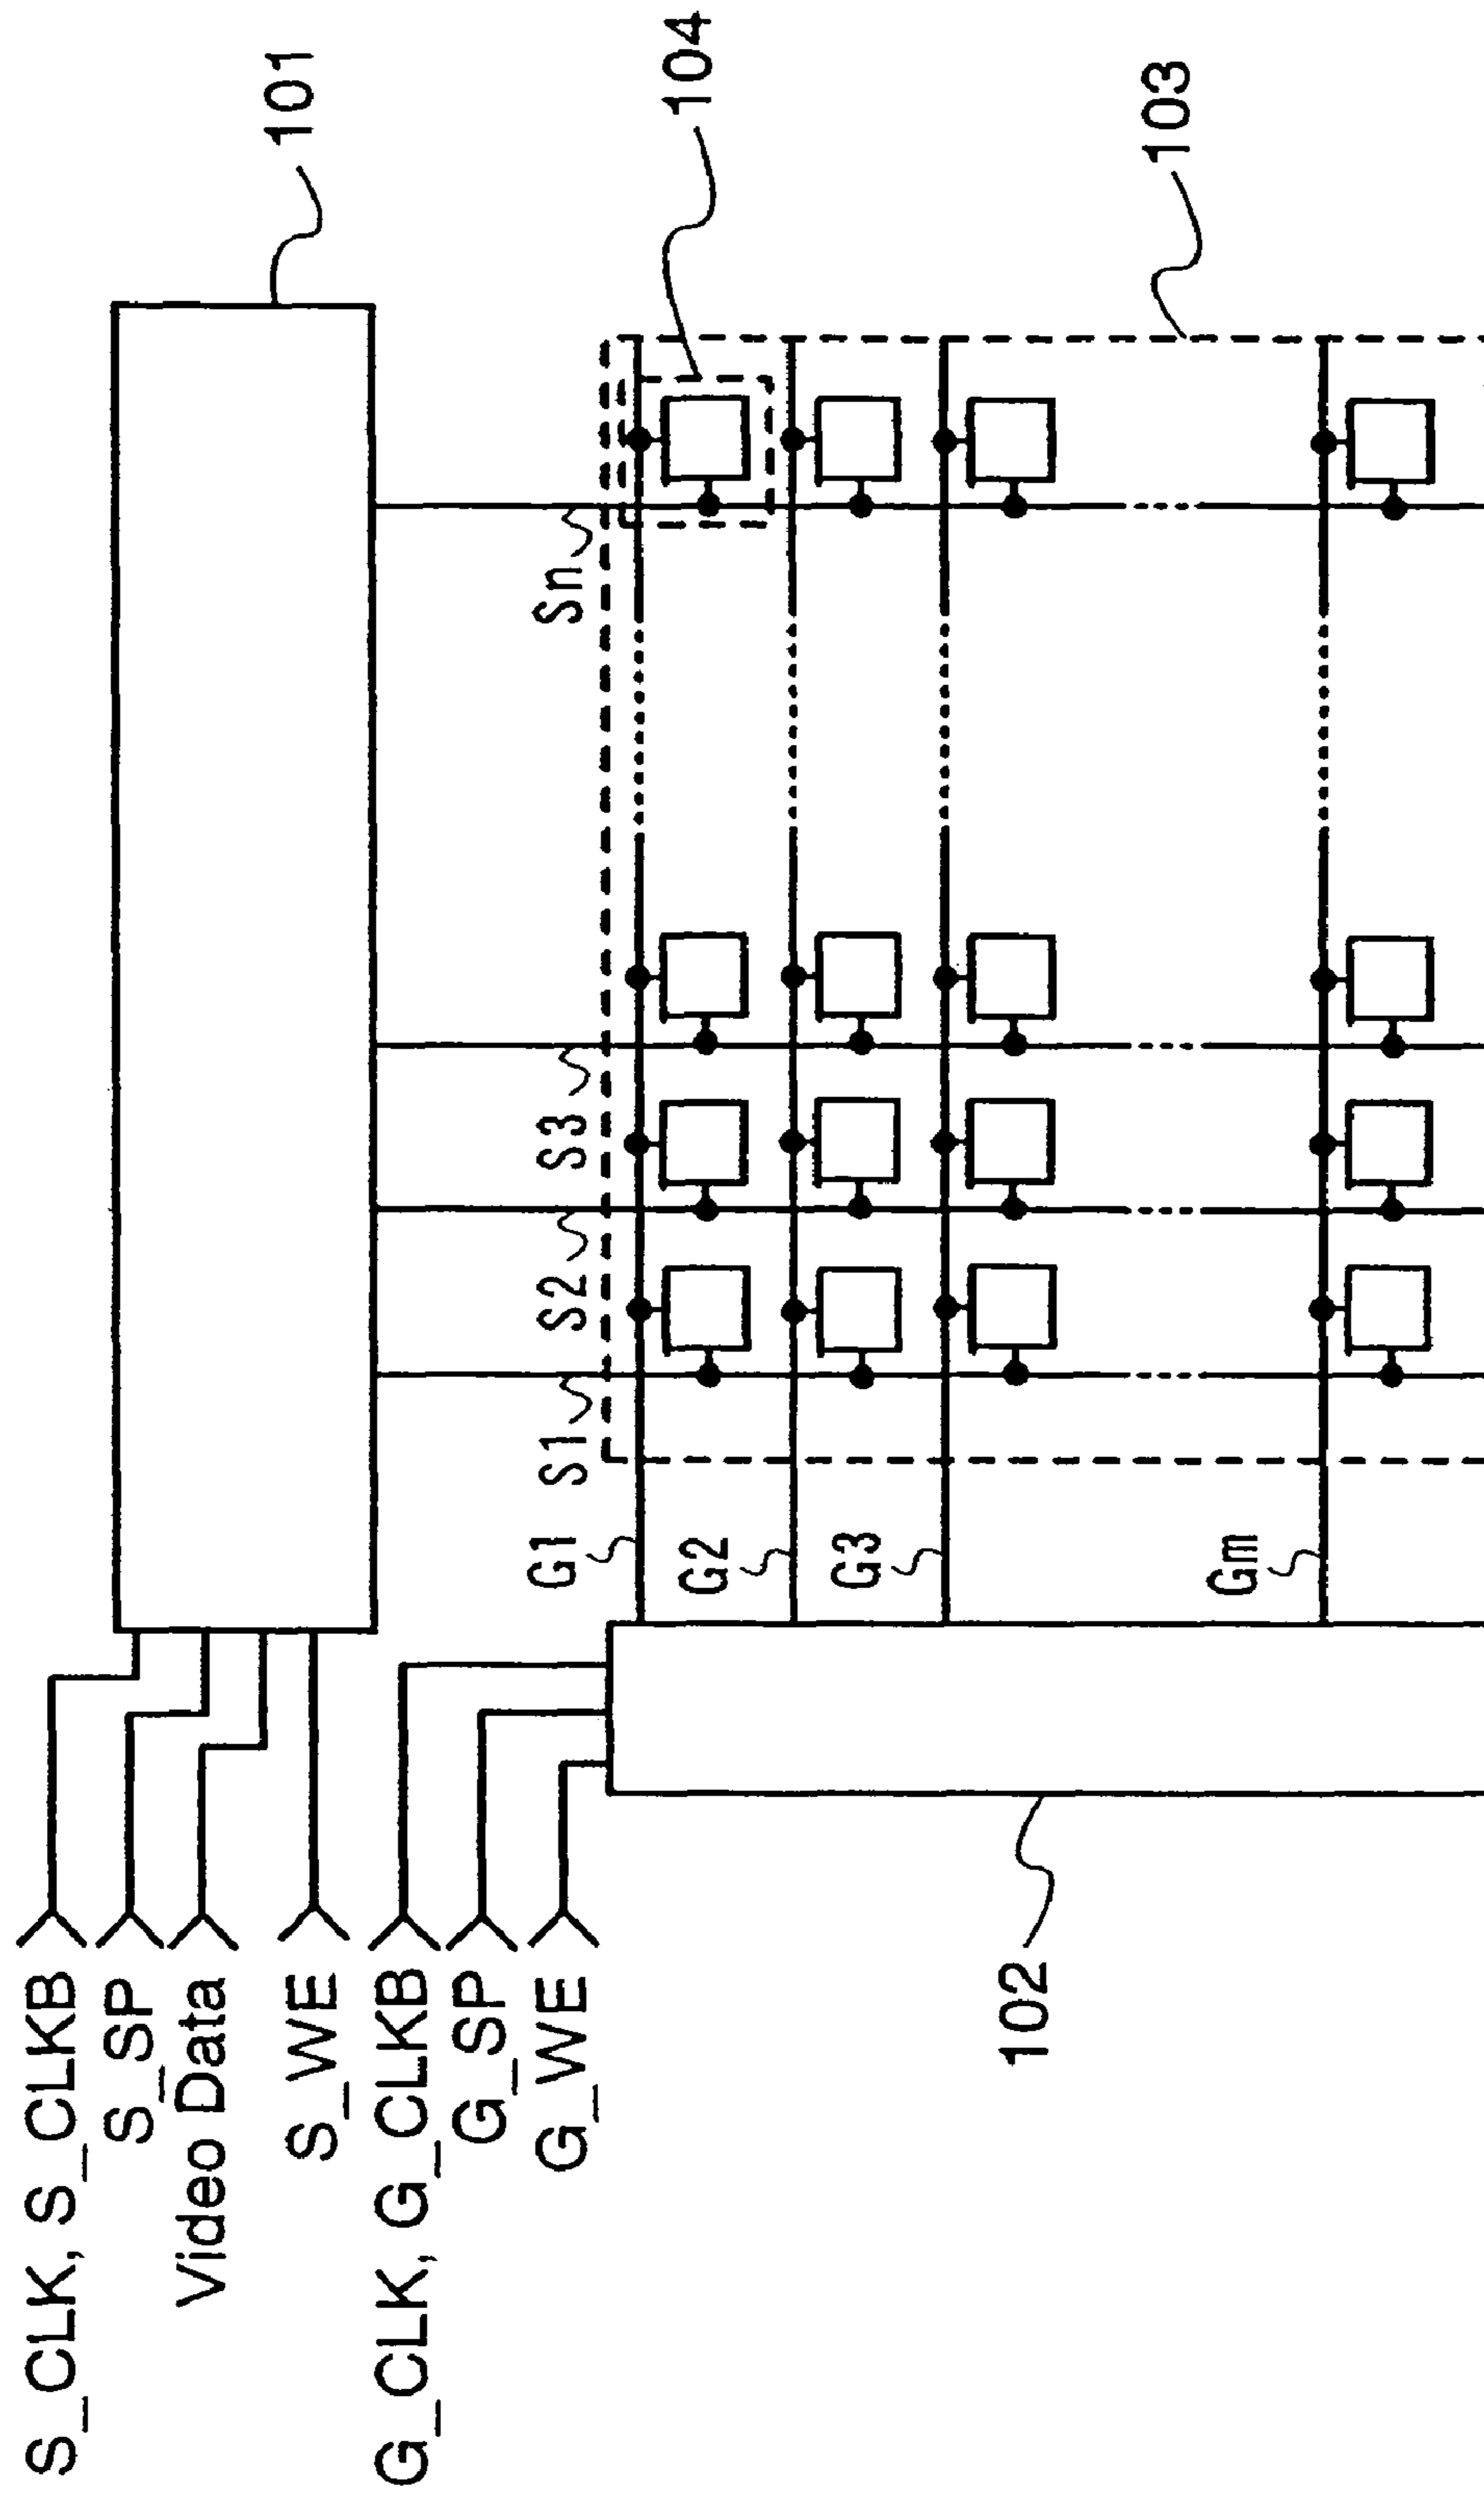 S_CLK, S_CLKB
S_SP
Video Data
S_WE
G_CLK, G_CLKB
G_SP
G_WE
101
104
103
102
S1
S2
S3
Sn
G1
G2
G3
Gm